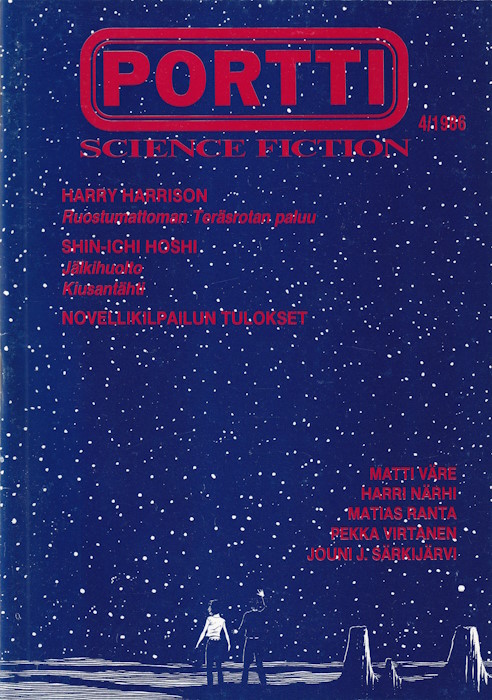 PORTTI
4/1986
SCIENCE FICTION
HARRY HARRISON
Ruostumattoman Teräsrotan paluu
SHIN-ICHI HOSHI
Jälkihuolto
Kiusantähti
NOVELLIKILPAILUN TULOKSET
MATTI VÄRE
HARRI NÄRHI
MATIAS RANTA
PEKKA VIRTANEN
JOUNI J. SÄRKIJÄRVI